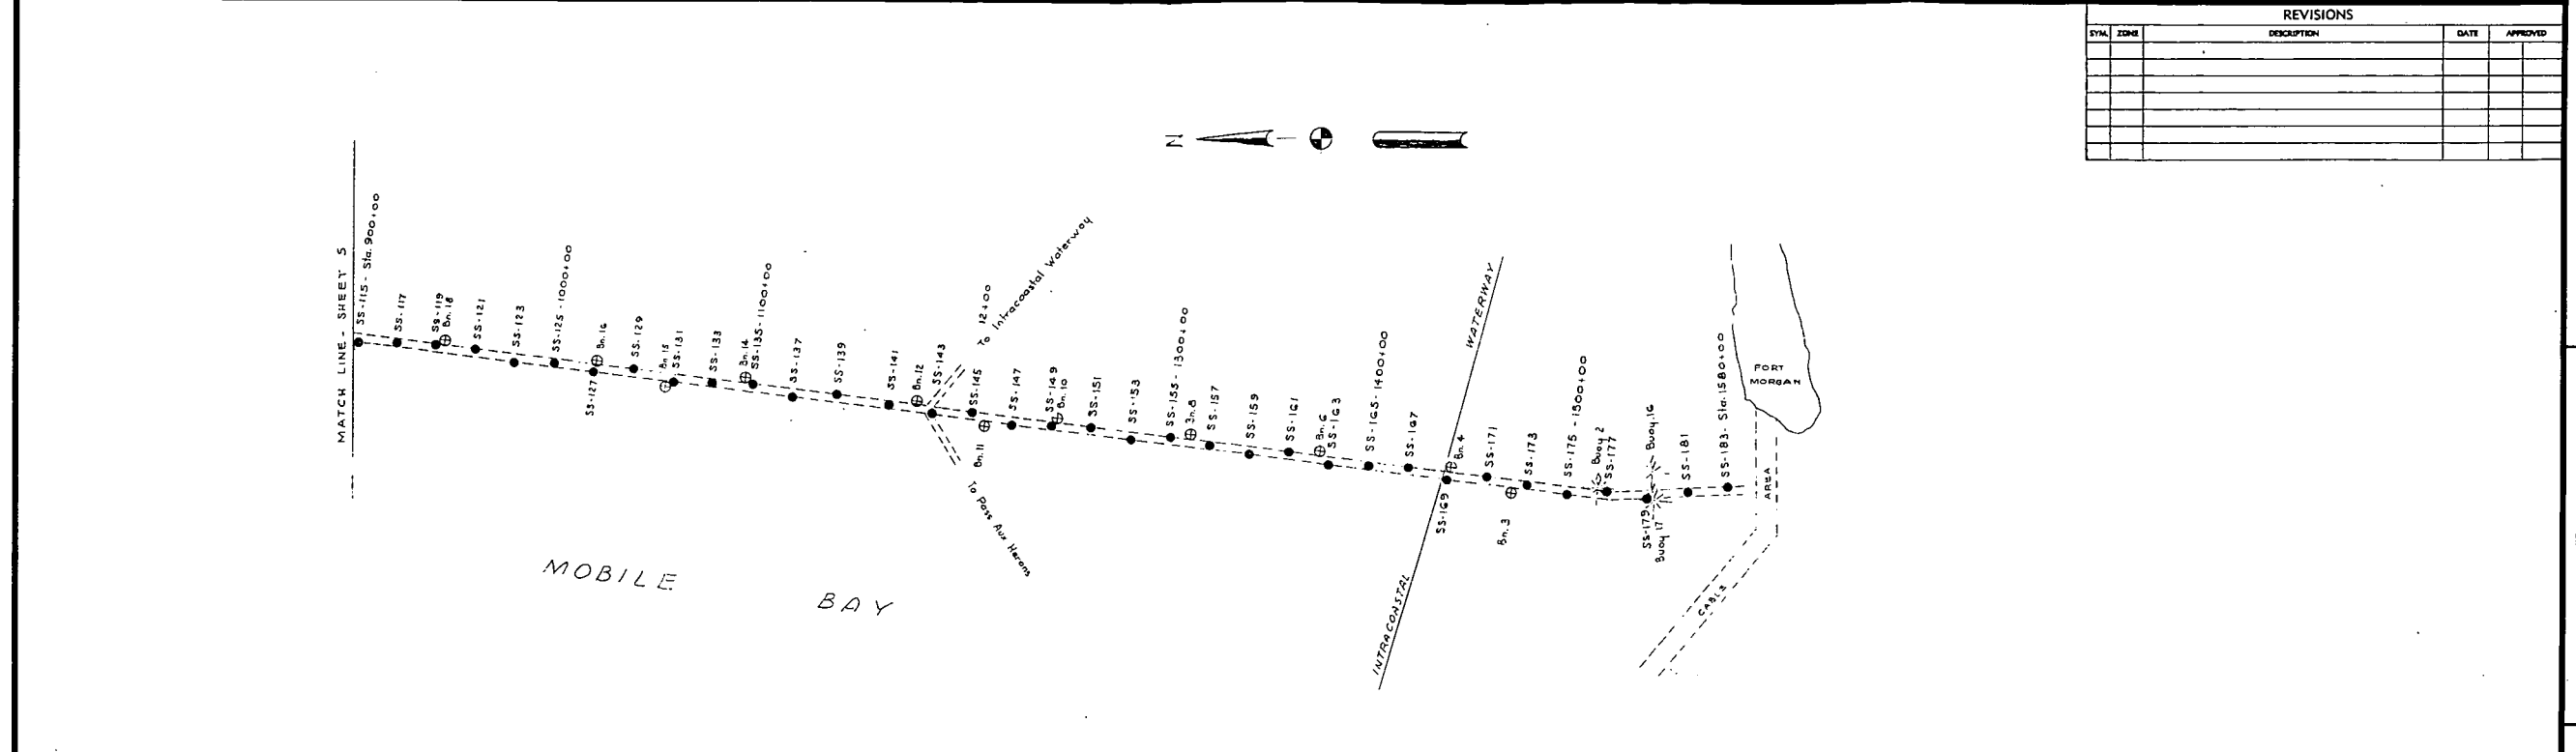 REVISIONS
SYM. ZONE DESCRIPTION DATE APPROVED
N
MATCH LINE - SHEET 5
SS-115 - Sta. 900+00
SS-117
SS-119
Bn. 18
SS-121
SS-123
SS-125 - 1000+00
SS-127
Bn. 16
SS-129
Bn 15
SS-131
SS-133
Bn. 14
SS-135 - 1100+00
SS-137
SS-139
SS-141
Bn. 12
SS-143
12+00
To Intracoastal Waterway
SS-145
Bn. 11
To Pass Aux Herons
SS-147
SS-149
Bn. 10
SS-151
SS-153
SS-155 - 1300+00
Bn. 8
SS-157
SS-159
SS-161
Bn. 6
SS-163
SS-165 - 1400+00
SS-167
SS-169
Bn. 4
INTRACOASTAL WATERWAY
SS-171
Bn. 3
SS-173
SS-175 - 1500+00
Buoy 2
SS-177
SS-179
Buoy 17
Buoy 16
SS-181
SS-183 - Sta. 1580+00
FORT
MORGAN
CABLE AREA
MOBILE BAY